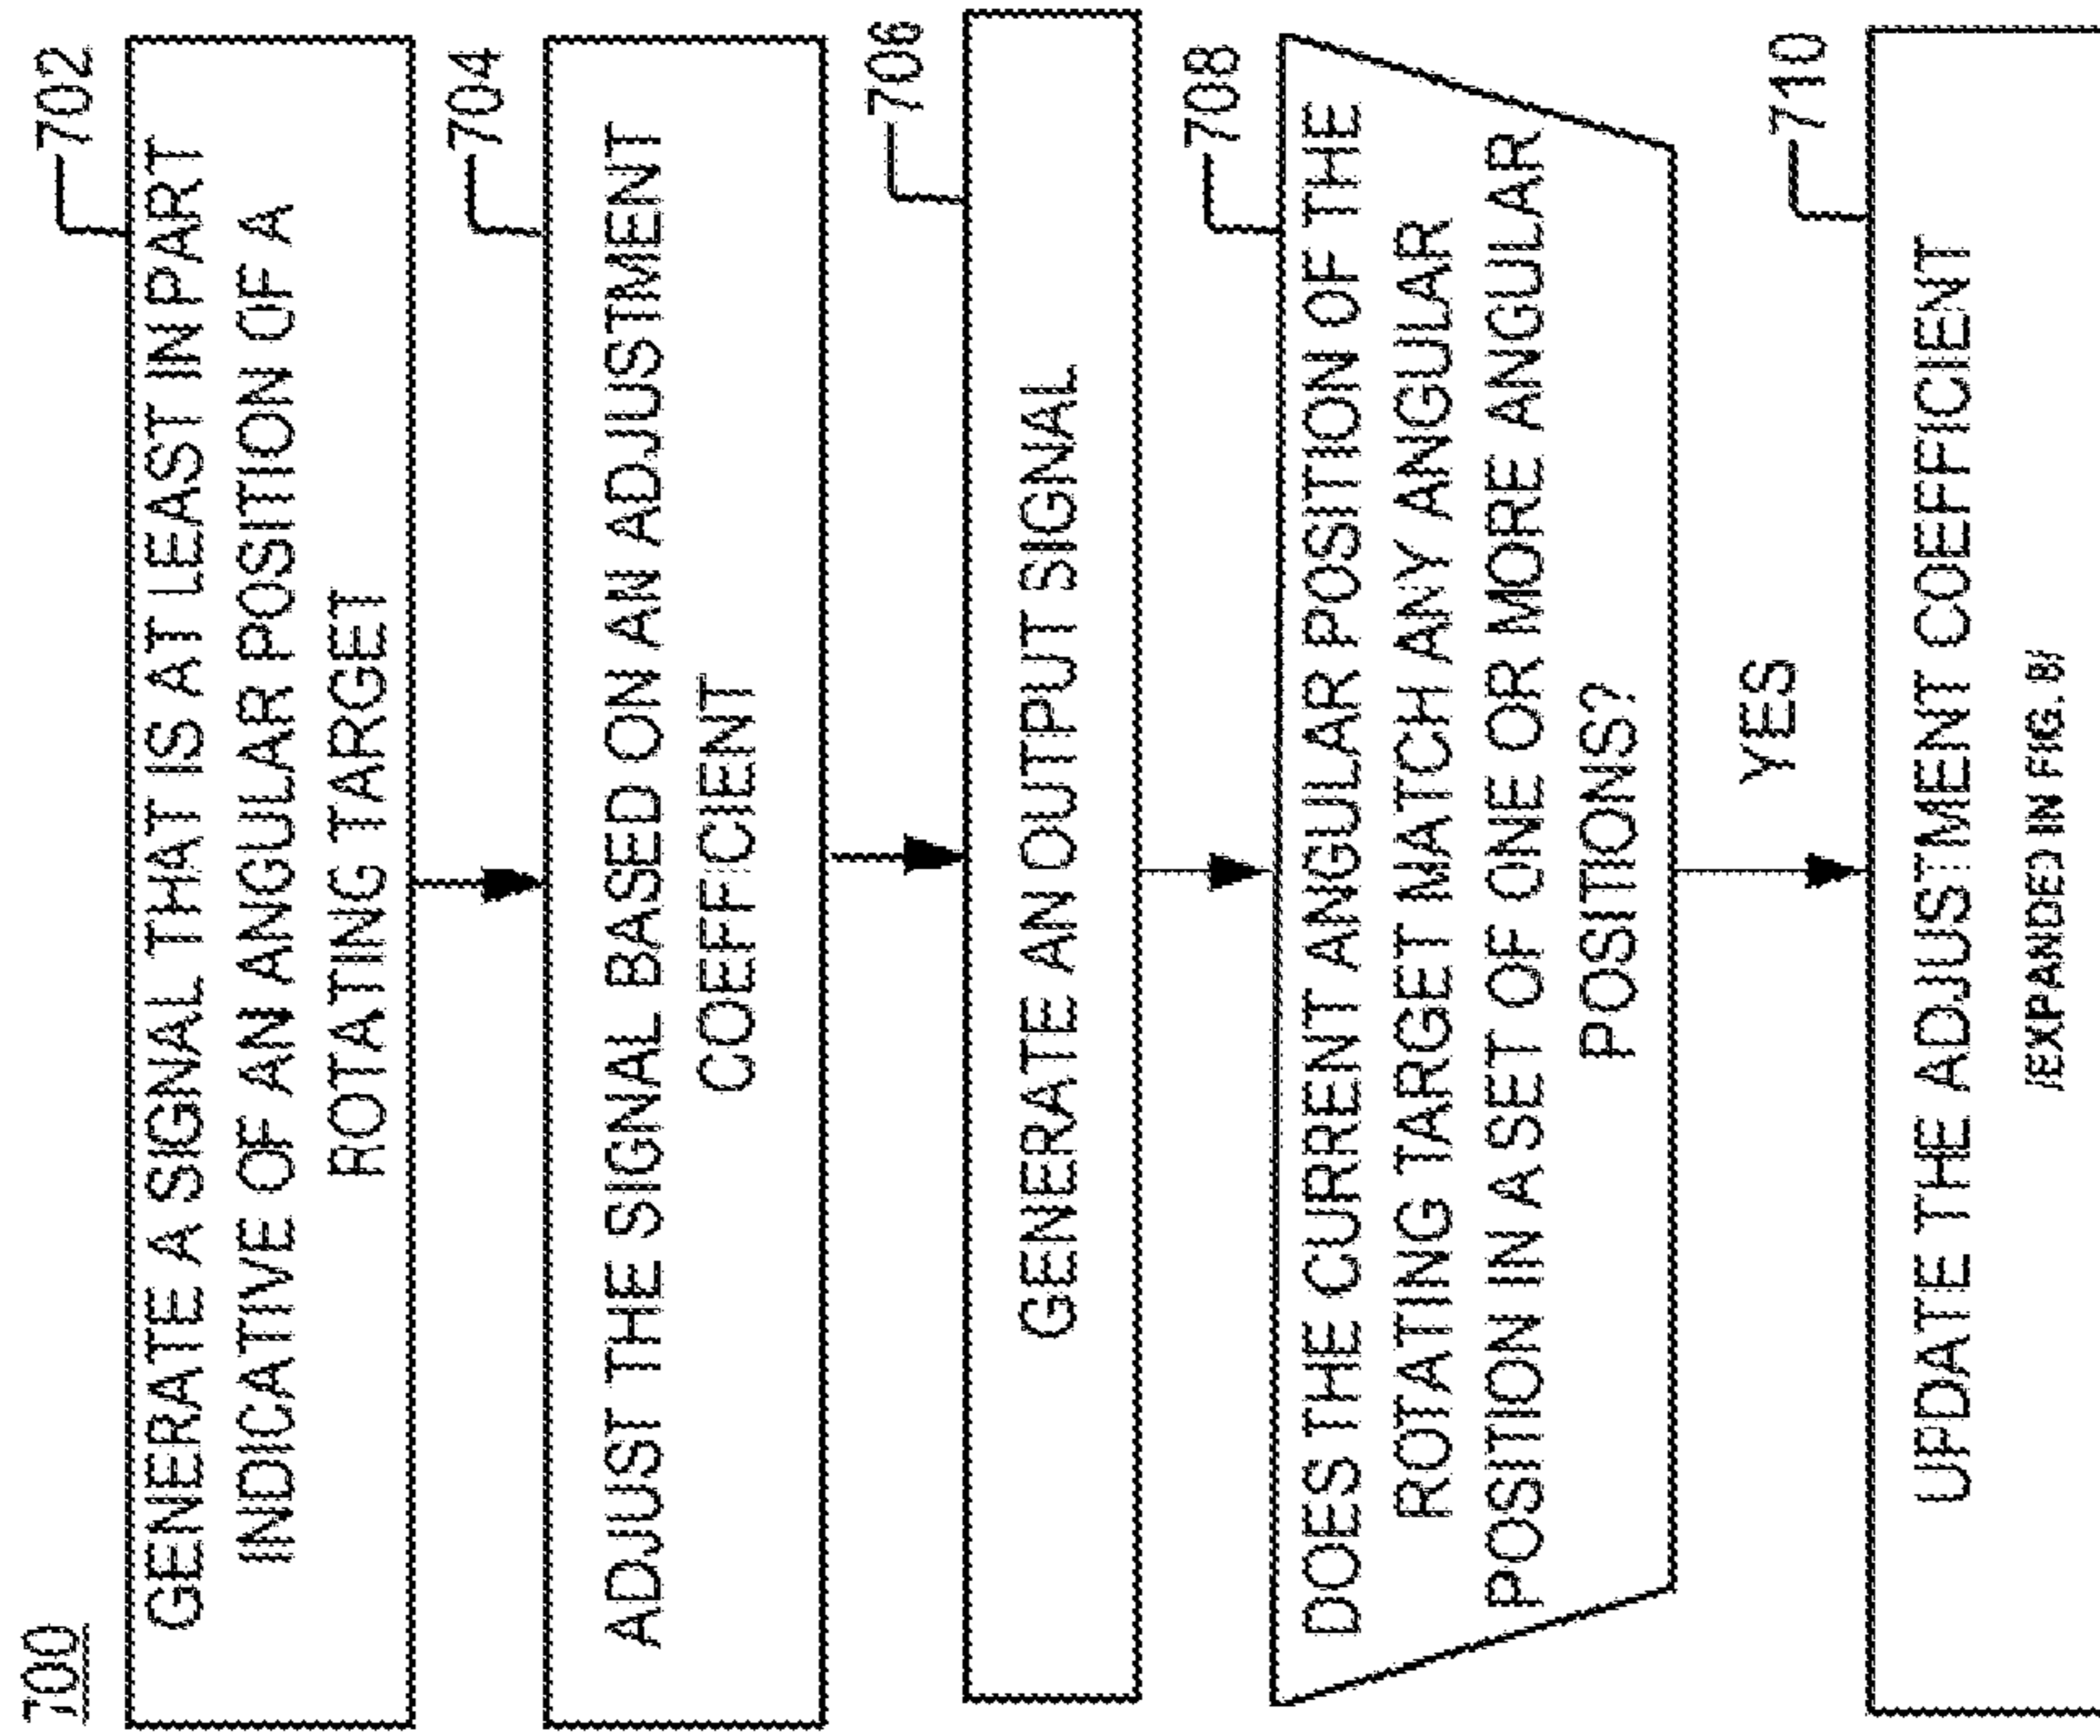 700
702
GENERATE A SIGNAL THAT IS AT LEAST IN PART
INDICATIVE OF AN ANGULAR POSITION OF A
ROTATING TARGET
704
ADJUST THE SIGNAL BASED ON AN ADJUSTMENT
COEFFICIENT
706
GENERATE AN OUTPUT SIGNAL
708
DOES THE CURRENT ANGULAR POSITION OF THE
ROTATING TARGET MATCH ANY ANGULAR
POSITION IN A SET OF ONE OR MORE ANGULAR
POSITIONS?
YES
710
UPDATE THE ADJUSTMENT COEFFICIENT
(EXPANDED IN FIG. 8)